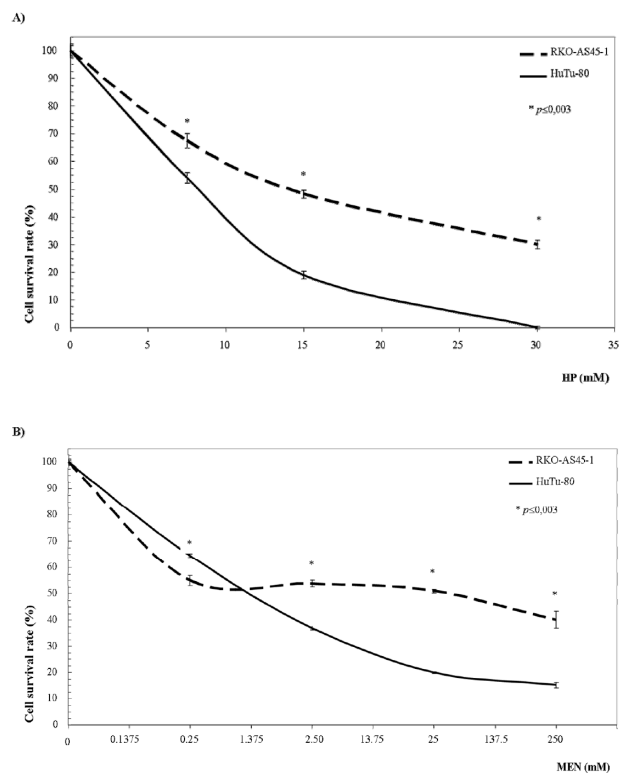 A)
RKO-AS45-1
HuTu-80
* p≤0,003
Cell survival rate (%)
100
90
80
70
60
50
40
30
20
10
0
*
*
*
0 5 10 15 20 25 30 35
HP (mM)
B)
RKO-AS45-1
HuTu-80
* p≤0,003
Cell survival rate (%)
100
90
80
70
60
50
40
30
20
10
0
*
*
*
*
0 0.1375 0.25 1.375 2.50 13.75 25 137.5 250
MEN (mM)